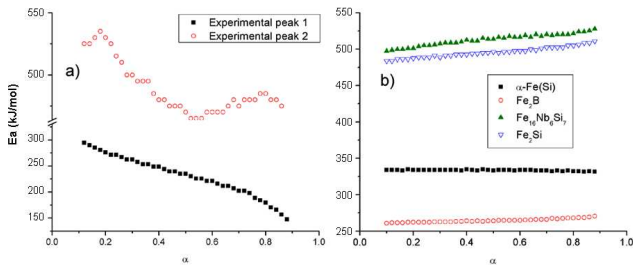 Experimental peak 1
Experimental peak 2
a)
Ea (kJ/mol)
550
500
300
250
200
150
0.0 0.2 0.4 0.6 0.8 1.0
α
b)
α-Fe(Si)
Fe2B
Fe16Nb6Si7
Fe2Si
550
500
450
400
350
300
250
0.0 0.2 0.4 0.6 0.8 1.0
α